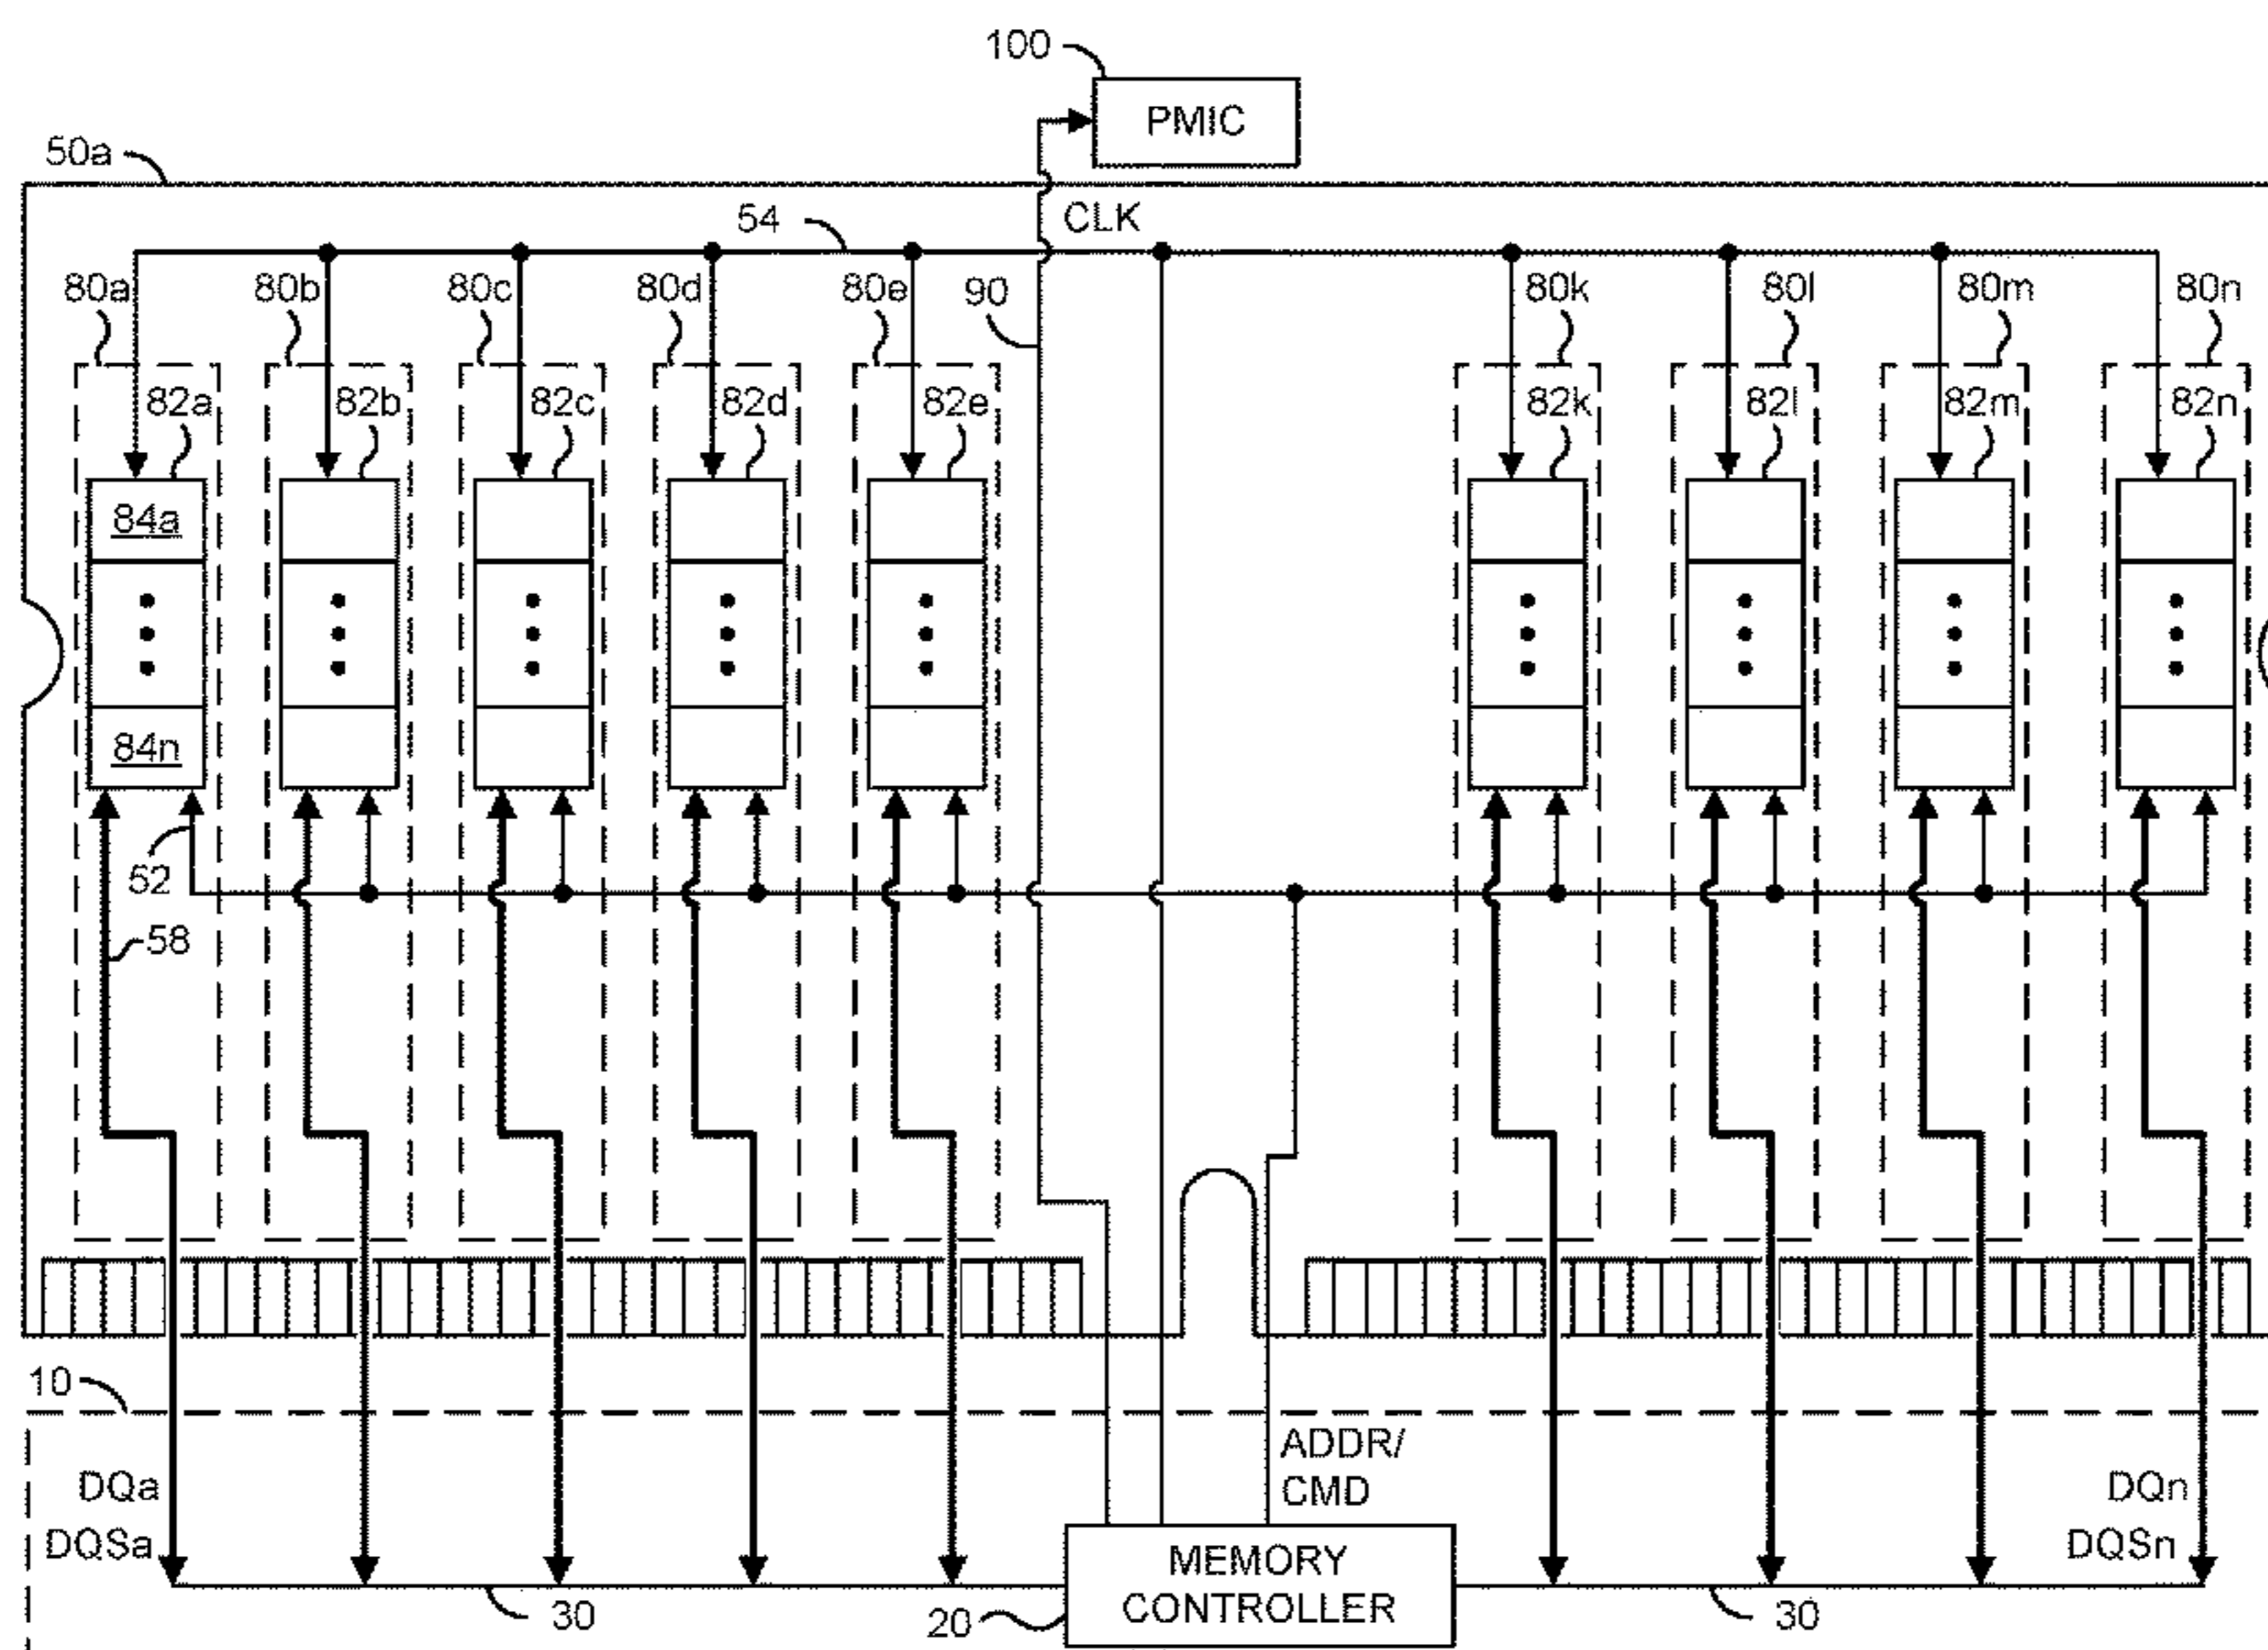 100
PMIC
50a
54
CLK
80a
80b
80c
80d
80e
90
80k
80l
80m
80n
82a
82b
82c
82d
82e
82k
82l
82m
82n
84a
84n
52
58
10
ADDR/
CMD
DQa
DQSa
DQn
DQSn
MEMORY
CONTROLLER
30
20
30